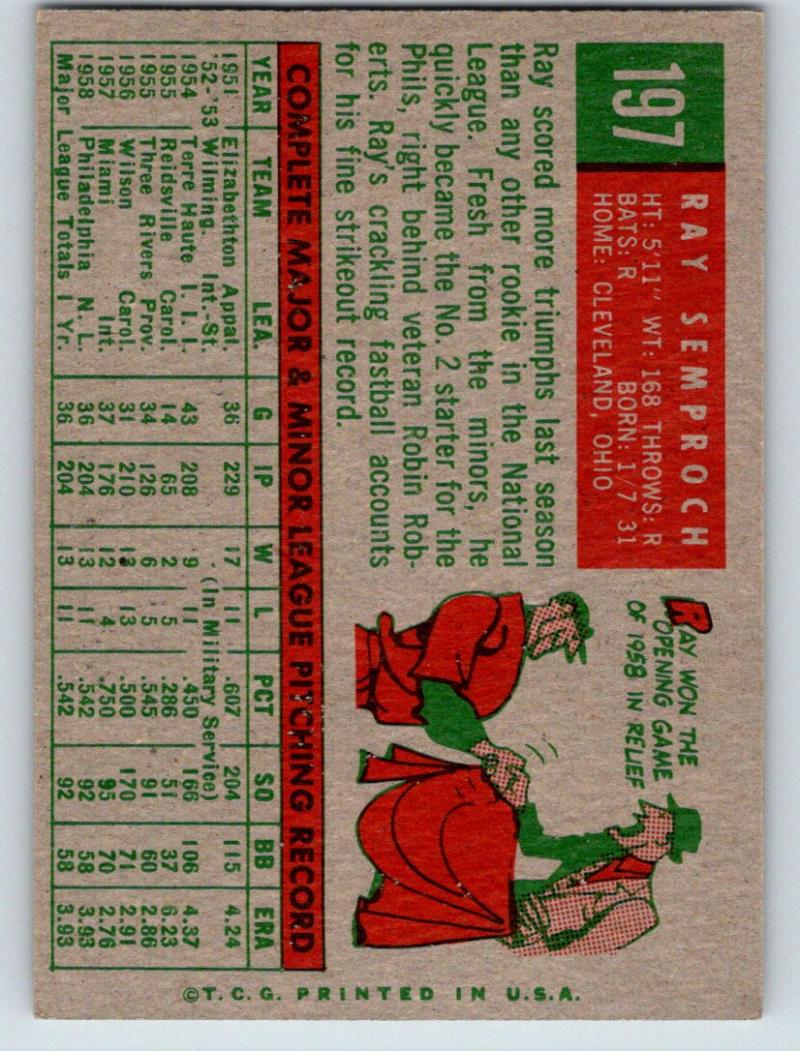 197
RAY SEMPROCH
HT: 5'11" WT: 168 THROWS: R
BATS: R BORN: 1/7 31
HOME: CLEVELAND, OHIO
Ray scored more triumphs last season
than any other rookie in the National
League. Fresh from the minors, he
quickly became the No. 2 starter for the
Phils, right behind veteran Robin Rob-
erts. Ray's crackling fastball accounts
for his fine strikeout record.
RAY WON THE
OPENING GAME
OF 1958 IN RELIEF
COMPLETE MAJOR & MINOR LEAGUE PITCHING RECORD
YEAR TEAM LEA. G IP W L PCT SO BB ERA
1951 Elizabethton Appal. 36 229 17 11 .607 204 115 4.24
'52-'53 Wilming. Int.-St. (In Military Service)
1954 Terre Haute I. I. I. 43 208 9 11 .450 166 106 4.37
1955 Reidsville Carol. 14 65 2 5 .286 51 37 6.23
1955 Three Rivers Prov. 34 126 6 5 .545 91 60 2.86
1956 Wilson Carol. 31 210 13 13 .500 170 71 2.91
1957 Miami Int. 37 176 12 4 .750 95 70 2.76
1958 Philadelphia N. L. 36 204 13 11 .542 92 58 3.93
Major League Totals 1 Yr. 36 204 13 11 .542 92 58 3.93
©T.C.G. PRINTED IN U.S.A.